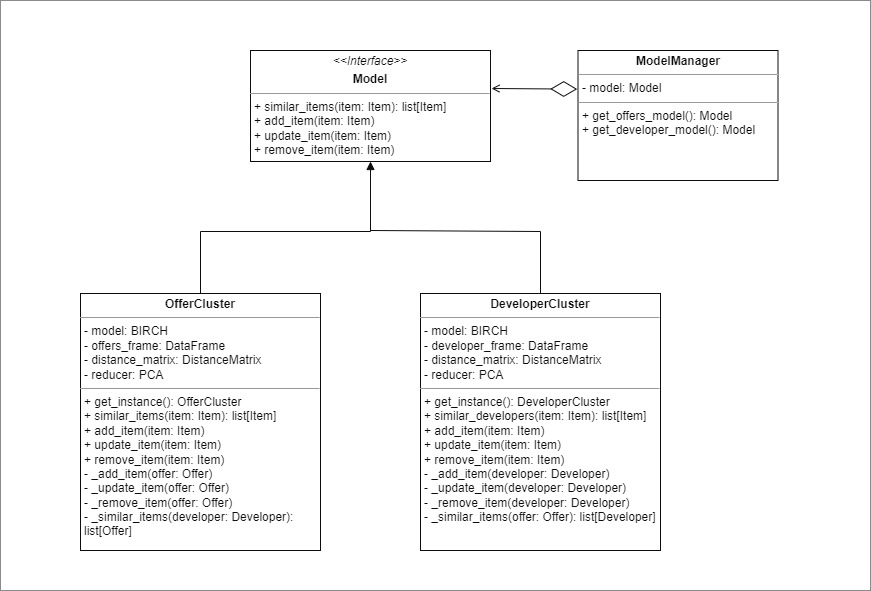 <<Interface>>
Model
+ similar_items(item: Item): list[Item]
+ add_item(item: Item)
+ update_item(item: Item)
+ remove_item(item: Item)
ModelManager
- model: Model
+ get_offers_model(): Model
+ get_developer_model(): Model
OfferCluster
- model: BIRCH
- offers_frame: DataFrame
- distance_matrix: DistanceMatrix
- reducer: PCA
+ get_instance(): OfferCluster
+ similar_items(item: Item): list[Item]
+ add_item(item: Item)
+ update_item(item: Item)
+ remove_item(item: Item)
- _add_item(offer: Offer)
- _update_item(offer: Offer)
- _remove_item(offer: Offer)
- _similar_items(developer: Developer):
list[Offer]
DeveloperCluster
- model: BIRCH
- developer_frame: DataFrame
- distance_matrix: DistanceMatrix
- reducer: PCA
+ get_instance(): DeveloperCluster
+ similar_developers(item: Item): list[Item]
+ add_item(item: Item)
+ update_item(item: Item)
+ remove_item(item: Item)
- _add_item(developer: Developer)
- _update_item(developer: Developer)
- _remove_item(developer: Developer)
- _similar_items(offer: Offer): list[Developer]